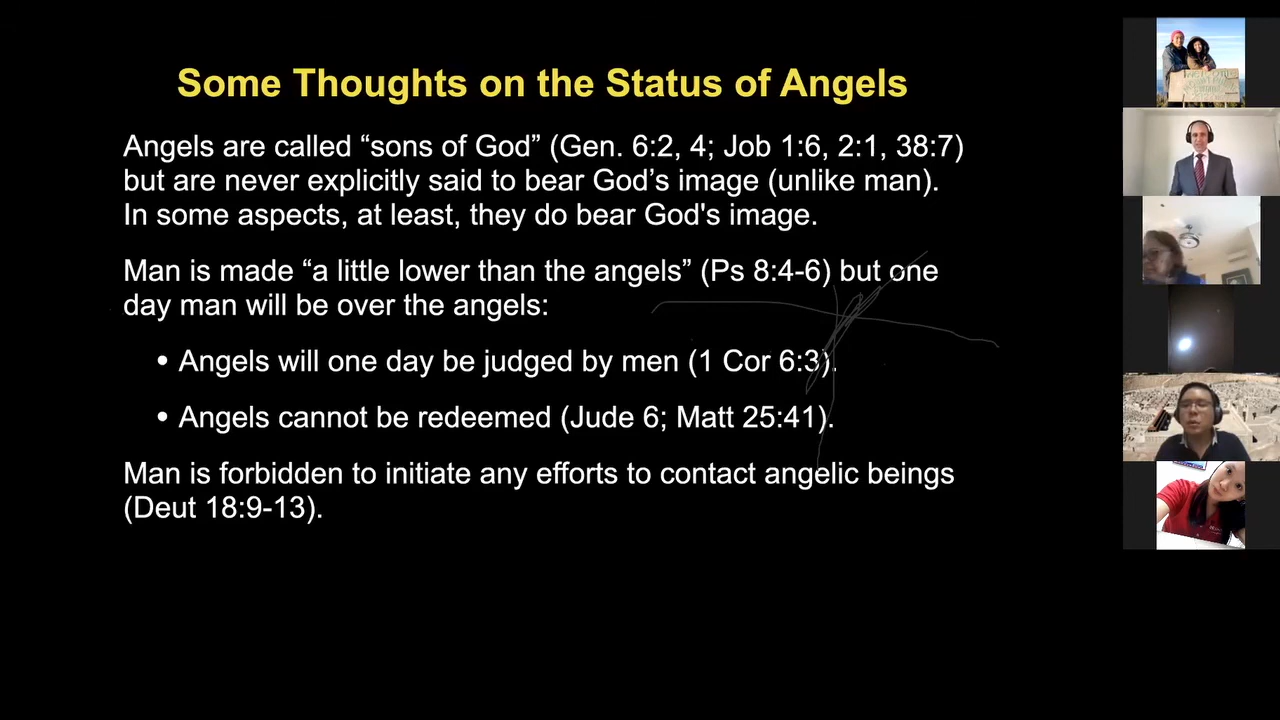 Some Thoughts on the Status of Angels
Angels are called “sons of God” (Gen. 6:2, 4; Job 1:6, 2:1, 38:7)
but are never explicitly said to bear God’s image (unlike man).
In some aspects, at least, they do bear God's image.
Man is made “a little lower than the angels” (Ps 8:4-6) but one
day man will be over the angels:
• Angels will one day be judged by men (1 Cor 6:3).
• Angels cannot be redeemed (Jude 6; Matt 25:41).
Man is forbidden to initiate any efforts to contact angelic beings
(Deut 18:9-13).